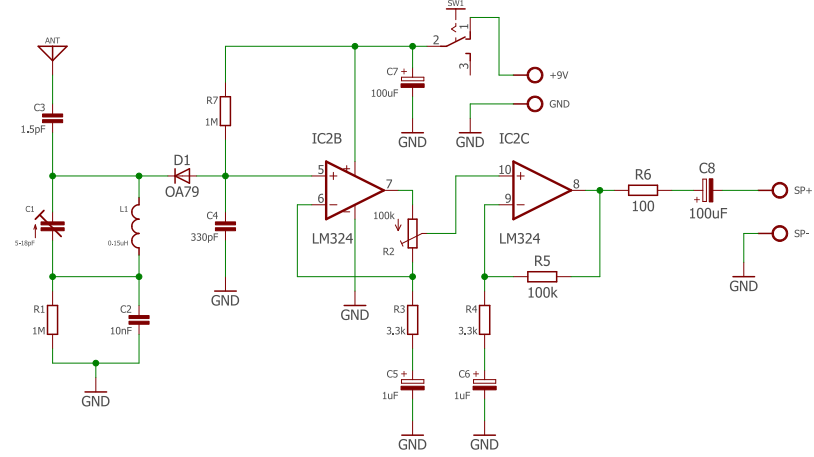 SW1
ANT
2
1
3
C7
+
100uF
+9V
GND
C3
1.5pF
R7
1M
IC2B
GND
GND
IC2C
D1
OA79
5
+
6
−
7
+
−
LM324
10
+
9
−
8
LM324
R6
100
C8
+
100uF
SP+
SP-
C1
5-18pF
L1
0.15uH
C4
330pF
100k
R2
R5
100k
GND
R1
1M
C2
10nF
GND
GND
R3
3.3k
R4
3.3k
C5
+
1uF
C6
+
1uF
GND
GND
GND